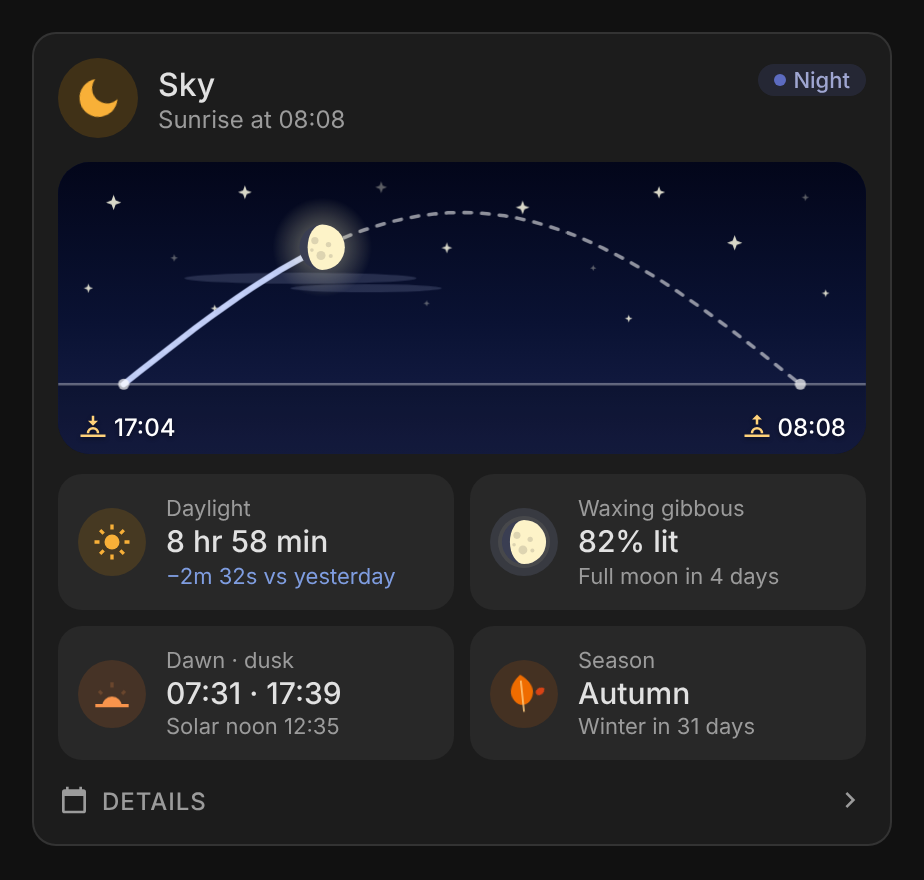 Sky
Sunrise at 08:08
Night
17:04
08:08
Daylight
8 hr 58 min
−2m 32s vs yesterday
Waxing gibbous
82% lit
Full moon in 4 days
Dawn · dusk
07:31 · 17:39
Solar noon 12:35
Season
Autumn
Winter in 31 days
DETAILS